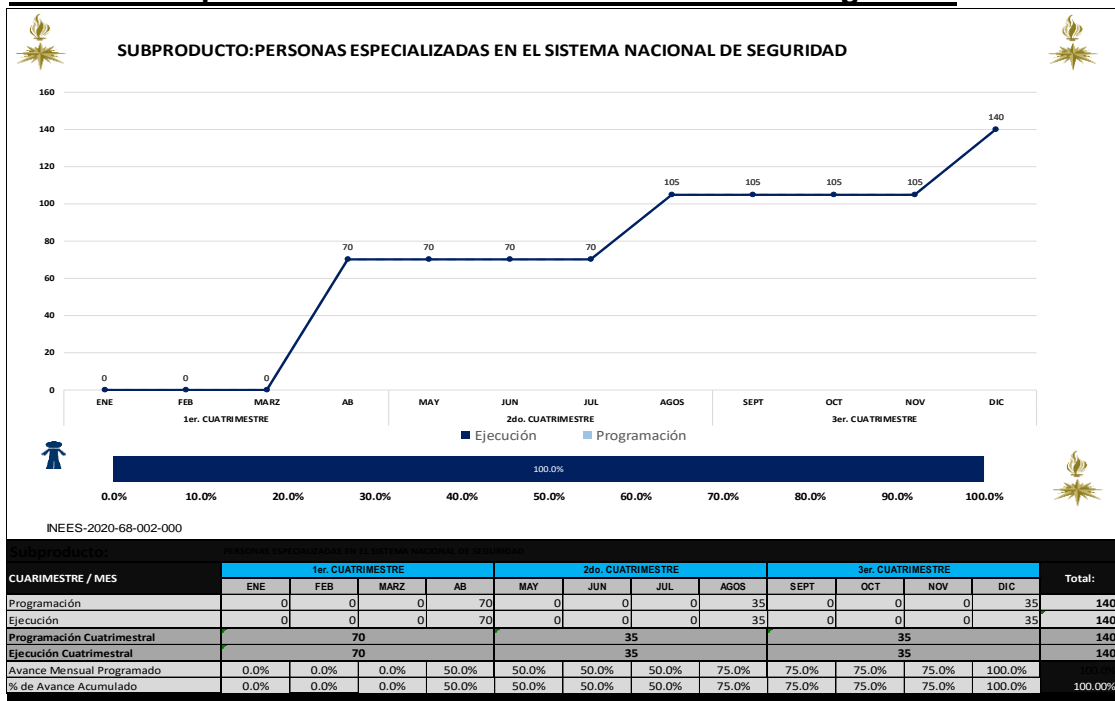 SUBPRODUCTO:PERSONAS ESPECIALIZADAS EN EL SISTEMA NACIONAL DE SEGURIDAD
160
140
120
100
80
60
40
20
0
0 0 0 70 70 70 70 105 105 105 105 140
ENE FEB MARZ AB MAY JUN JUL AGOS SEPT OCT NOV DIC
1er. CUATRIMESTRE 2do. CUATRIMESTRE 3er. CUATRIMESTRE
Ejecución Programación
100.0%
0.0% 10.0% 20.0% 30.0% 40.0% 50.0% 60.0% 70.0% 80.0% 90.0% 100.0%
INEES-2020-68-002-000
Subproducto: PERSONAS ESPECIALIZADAS EN EL SISTEMA NACIONAL DE SEGURIDAD
CUARIMESTRE / MES 1er. CUATRIMESTRE 2do. CUATRIMESTRE 3er. CUATRIMESTRE Total:
ENE FEB MARZ AB MAY JUN JUL AGOS SEPT OCT NOV DIC
Programación 0 0 0 70 0 0 0 35 0 0 0 35 140
Ejecución 0 0 0 70 0 0 0 35 0 0 0 35 140
Programación Cuatrimestral 70 35 35 140
Ejecución Cuatrimestral 70 35 35 140
Avance Mensual Programado 0.0% 0.0% 0.0% 50.0% 50.0% 50.0% 50.0% 75.0% 75.0% 75.0% 75.0% 100.0% 100.0%
% de Avance Acumulado 0.0% 0.0% 0.0% 50.0% 50.0% 50.0% 50.0% 75.0% 75.0% 75.0% 75.0% 100.0% 100.00%